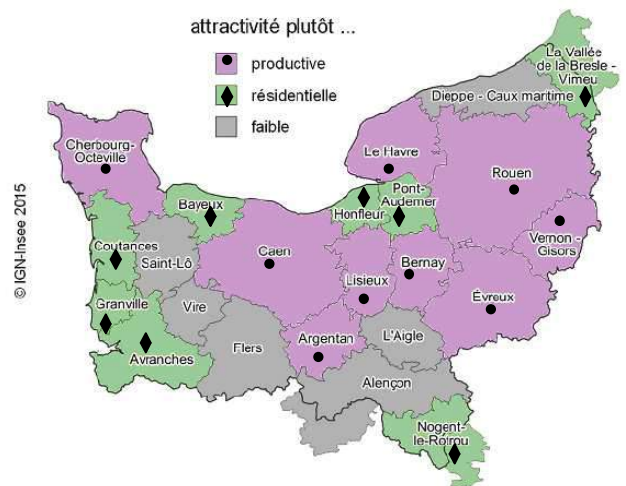 attractivité plutôt ...
productive
résidentielle
faible
© IGN-Insee 2015
La Vallée
de la Bresle -
Vimeu
Dieppe - Caux maritime
Cherbourg-
Octeville
Le Havre
Rouen
Bayeux
Pont-
Audemer
Honfleur
Vernon -
Gisors
Coutances
Saint-Lô
Caen
Lisieux
Bernay
Granville
Vire
Évreux
Avranches
Flers
Argentan
L'Aigle
Alençon
Nogent-
le-Rotrou